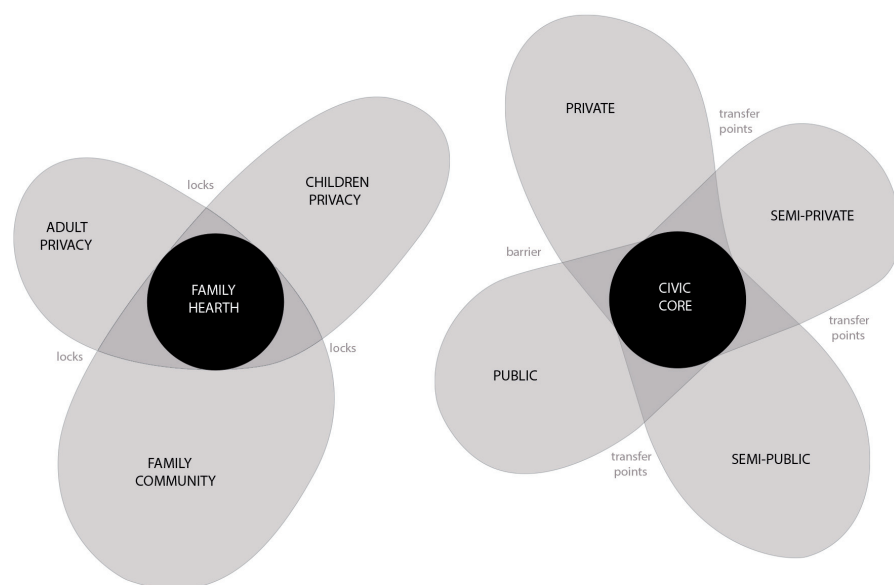 locks
CHILDREN
PRIVACY
ADULT
PRIVACY
FAMILY
HEARTH
locks
locks
FAMILY
COMMUNITY
PRIVATE
transfer
points
SEMI-PRIVATE
barrier
CIVIC
CORE
transfer
points
PUBLIC
transfer
points
SEMI-PUBLIC